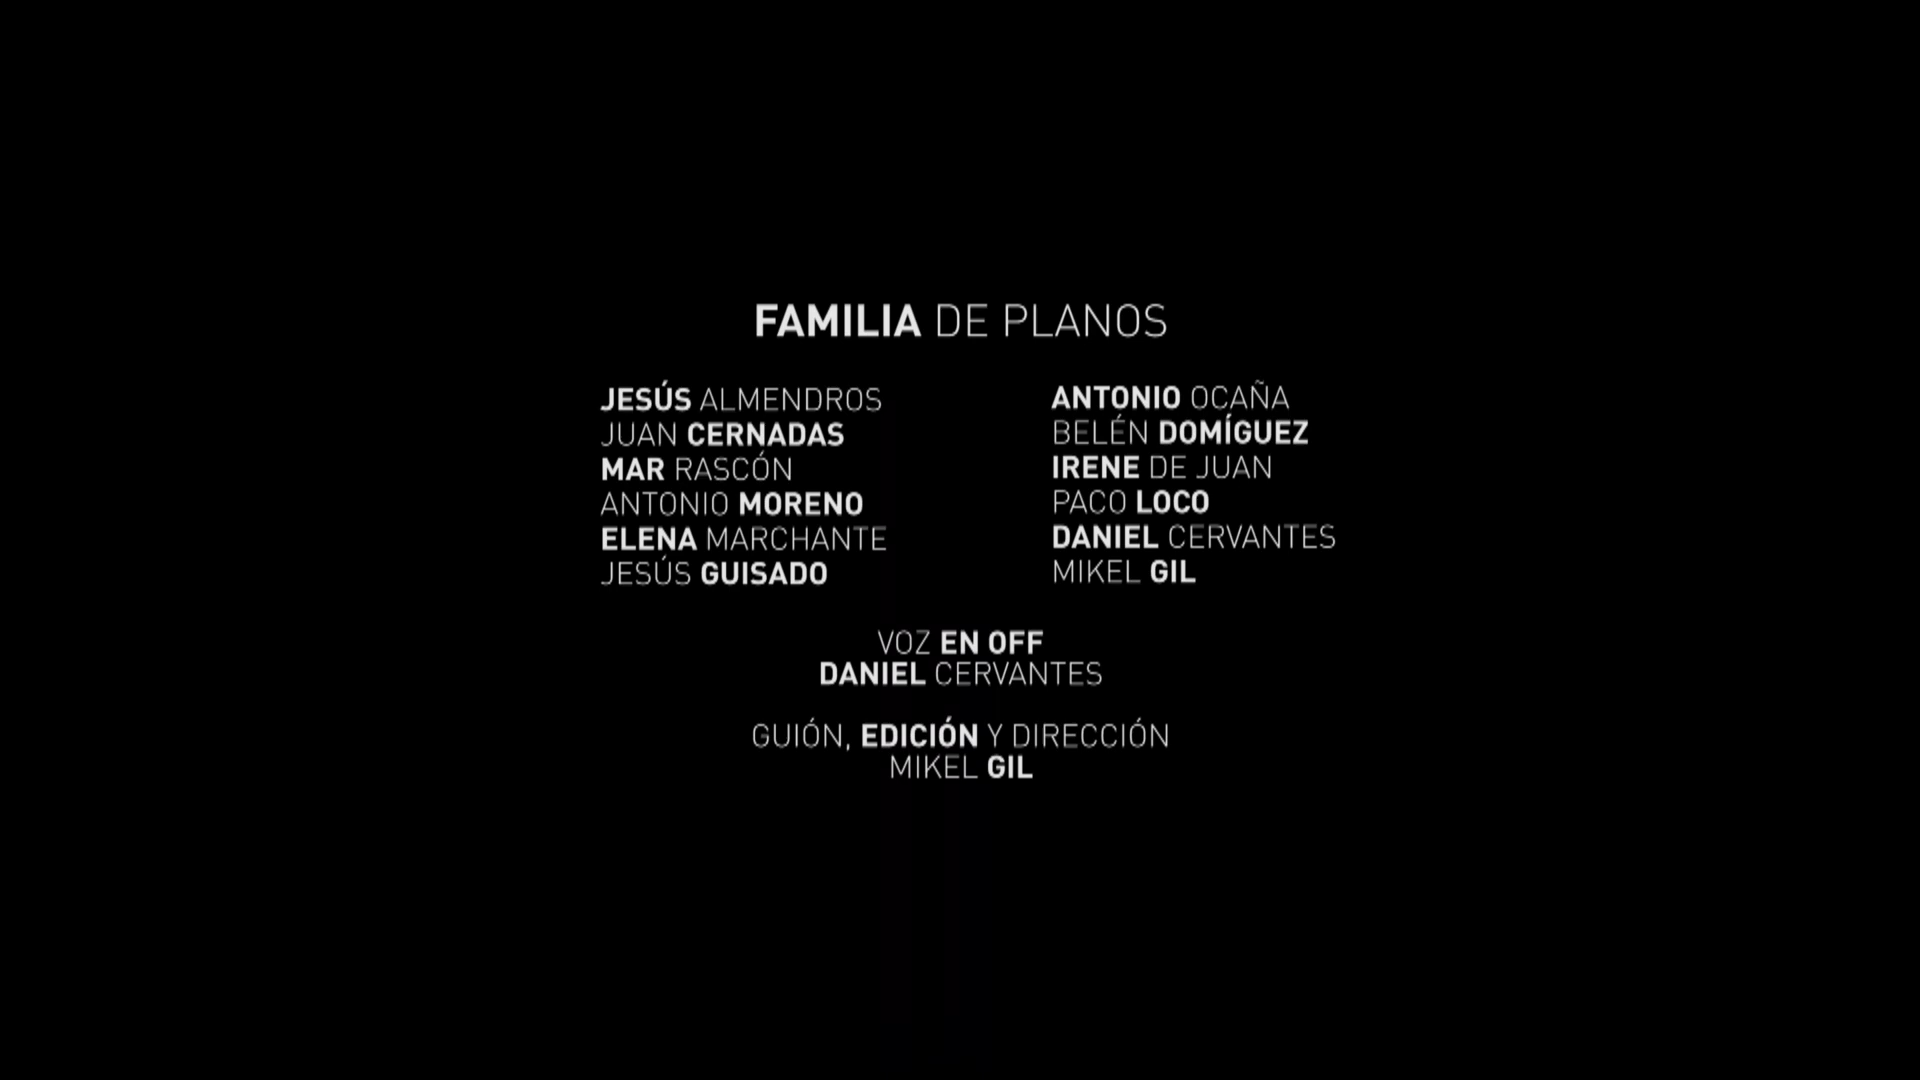 FAMILIA DE PLANOS
JESÚS ALMENDROS
JUAN CERNADAS
MAR RASCÓN
ANTONIO MORENO
ELENA MARCHANTE
JESÚS GUISADO
ANTONIO OCAÑA
BELÉN DOMÍGUEZ
IRENE DE JUAN
PACO LOCO
DANIEL CERVANTES
MIKEL GIL
VOZ EN OFF
DANIEL CERVANTES
GUIÓN, EDICIÓN Y DIRECCIÓN
MIKEL GIL